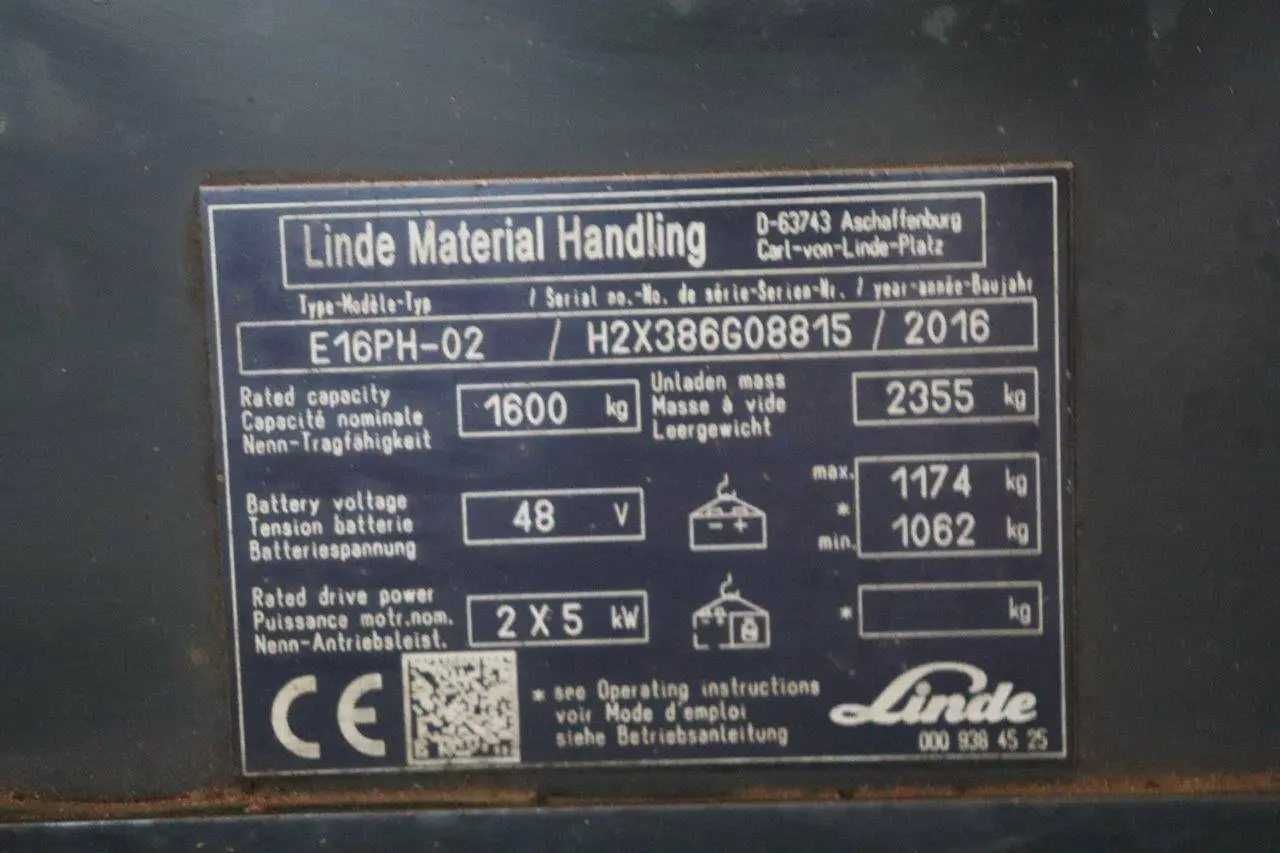 Linde Material Handling
D-63743 Aschaffenburg
Carl-von-Linde-Platz
Type-Modèle-Typ / Serial no.-No. de série-Serien-Nr. / year-année-Baujahr
E16PH-02 / H2X386G08815 / 2016
Rated capacity
Capacité nominale
Nenn-Tragfähigkeit
1600 kg
Unladen mass
Masse à vide
Leergewicht
2355 kg
Battery voltage
Tension batterie
Batteriespannung
48 V
- +
max. 1174 kg
*
min. 1062 kg
Rated drive power
Puissance motr.nom.
Nenn-Antriebsleist.
2 X 5 kW
* kg
CE
* see Operating instructions
voir Mode d'emploi
siehe Betriebsanleitung
Linde
000 938 45 25